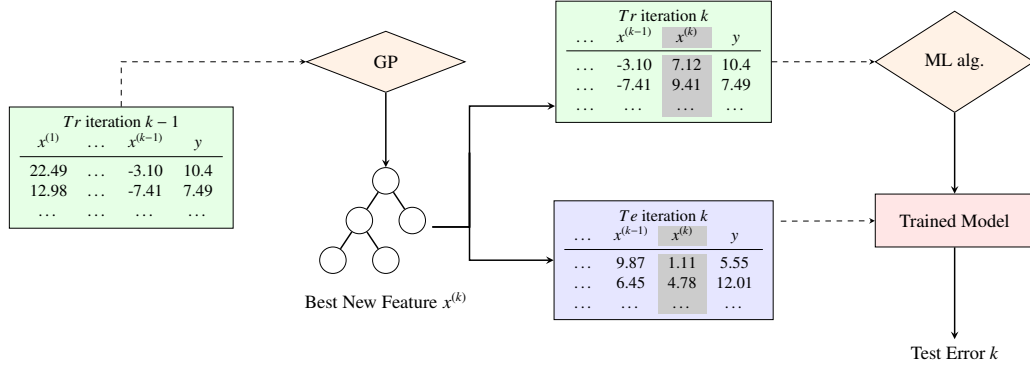 Tr iteration k − 1
x^(1) … x^(k−1) y
22.49 … -3.10 10.4
12.98 … -7.41 7.49
… … … …
GP
Best New Feature x^(k)
Tr iteration k
… x^(k−1) x^(k) y
… -3.10 7.12 10.4
… -7.41 9.41 7.49
… … … …
Te iteration k
… x^(k−1) x^(k) y
… 9.87 1.11 5.55
… 6.45 4.78 12.01
… … … …
ML alg.
Trained Model
Test Error k